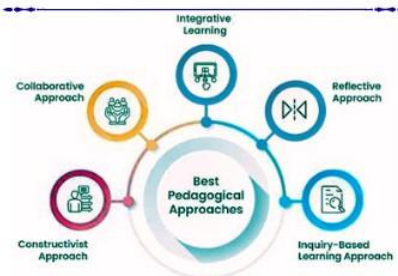 Integrative
Learning
Collaborative
Approach
Reflective
Approach
Best
Pedagogical
Approaches
Constructivist
Approach
Inquiry-Based
Learning Approach